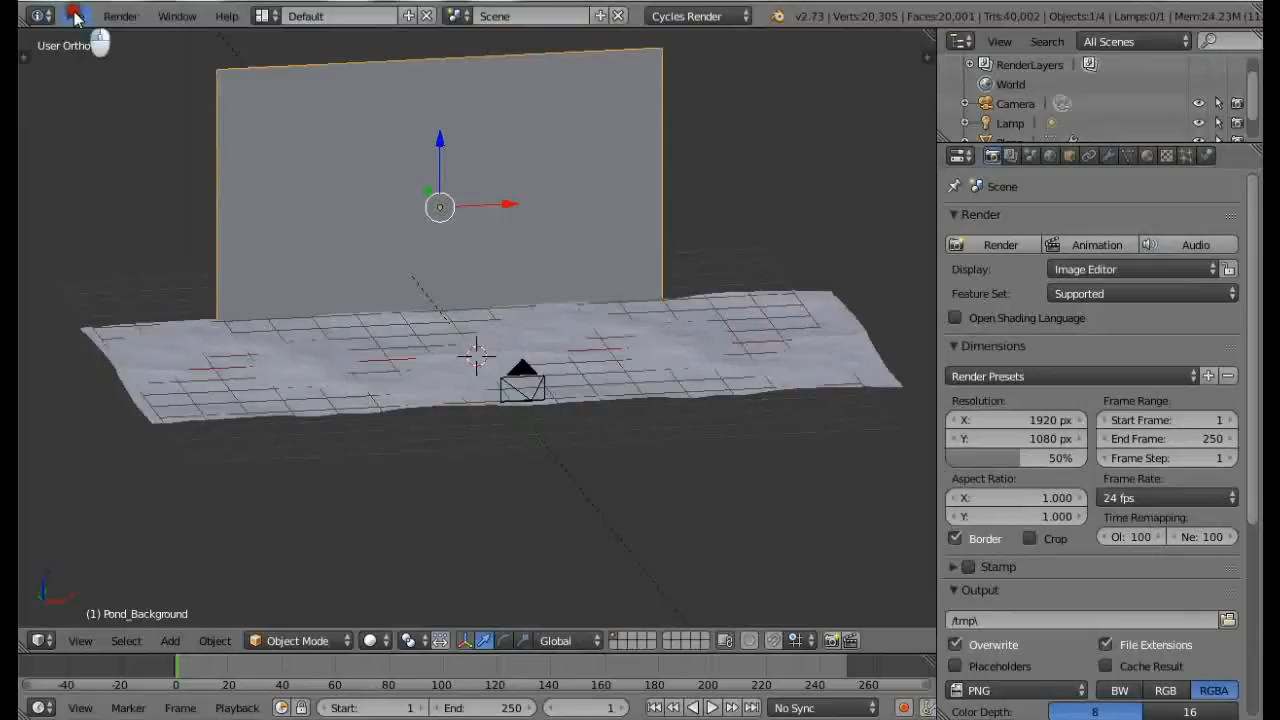 Render Window Help Default Scene Cycles Render v2.73 | Verts:20,305 | Faces:20,001 | Tris:40,002 | Objects:1/4 | Lamps:0/1 | Mem:24.23M (11.
User Ortho
View Search All Scenes
RenderLayers
World
Camera
Lamp
Scene
Render
Render Animation Audio
Display: Image Editor
Feature Set: Supported
Open Shading Language
Dimensions
Render Presets
Resolution: Frame Range:
X: 1920 px Start Frame: 1
Y: 1080 px End Frame: 250
50% Frame Step: 1
Aspect Ratio: Frame Rate:
X: 1.000 24 fps
Y: 1.000 Time Remapping:
Border Crop Ol: 100 Ne: 100
Stamp
Output
/tmp\
Overwrite File Extensions
Placeholders Cache Result
PNG BW RGB RGBA
Color Depth: 8 16
(1) Pond_Background
View Select Add Object Object Mode Global
-40 -20 0 20 40 60 80 100 120 140 160 180 200 220 240 260
View Marker Frame Playback Start: 1 End: 250 1 No Sync